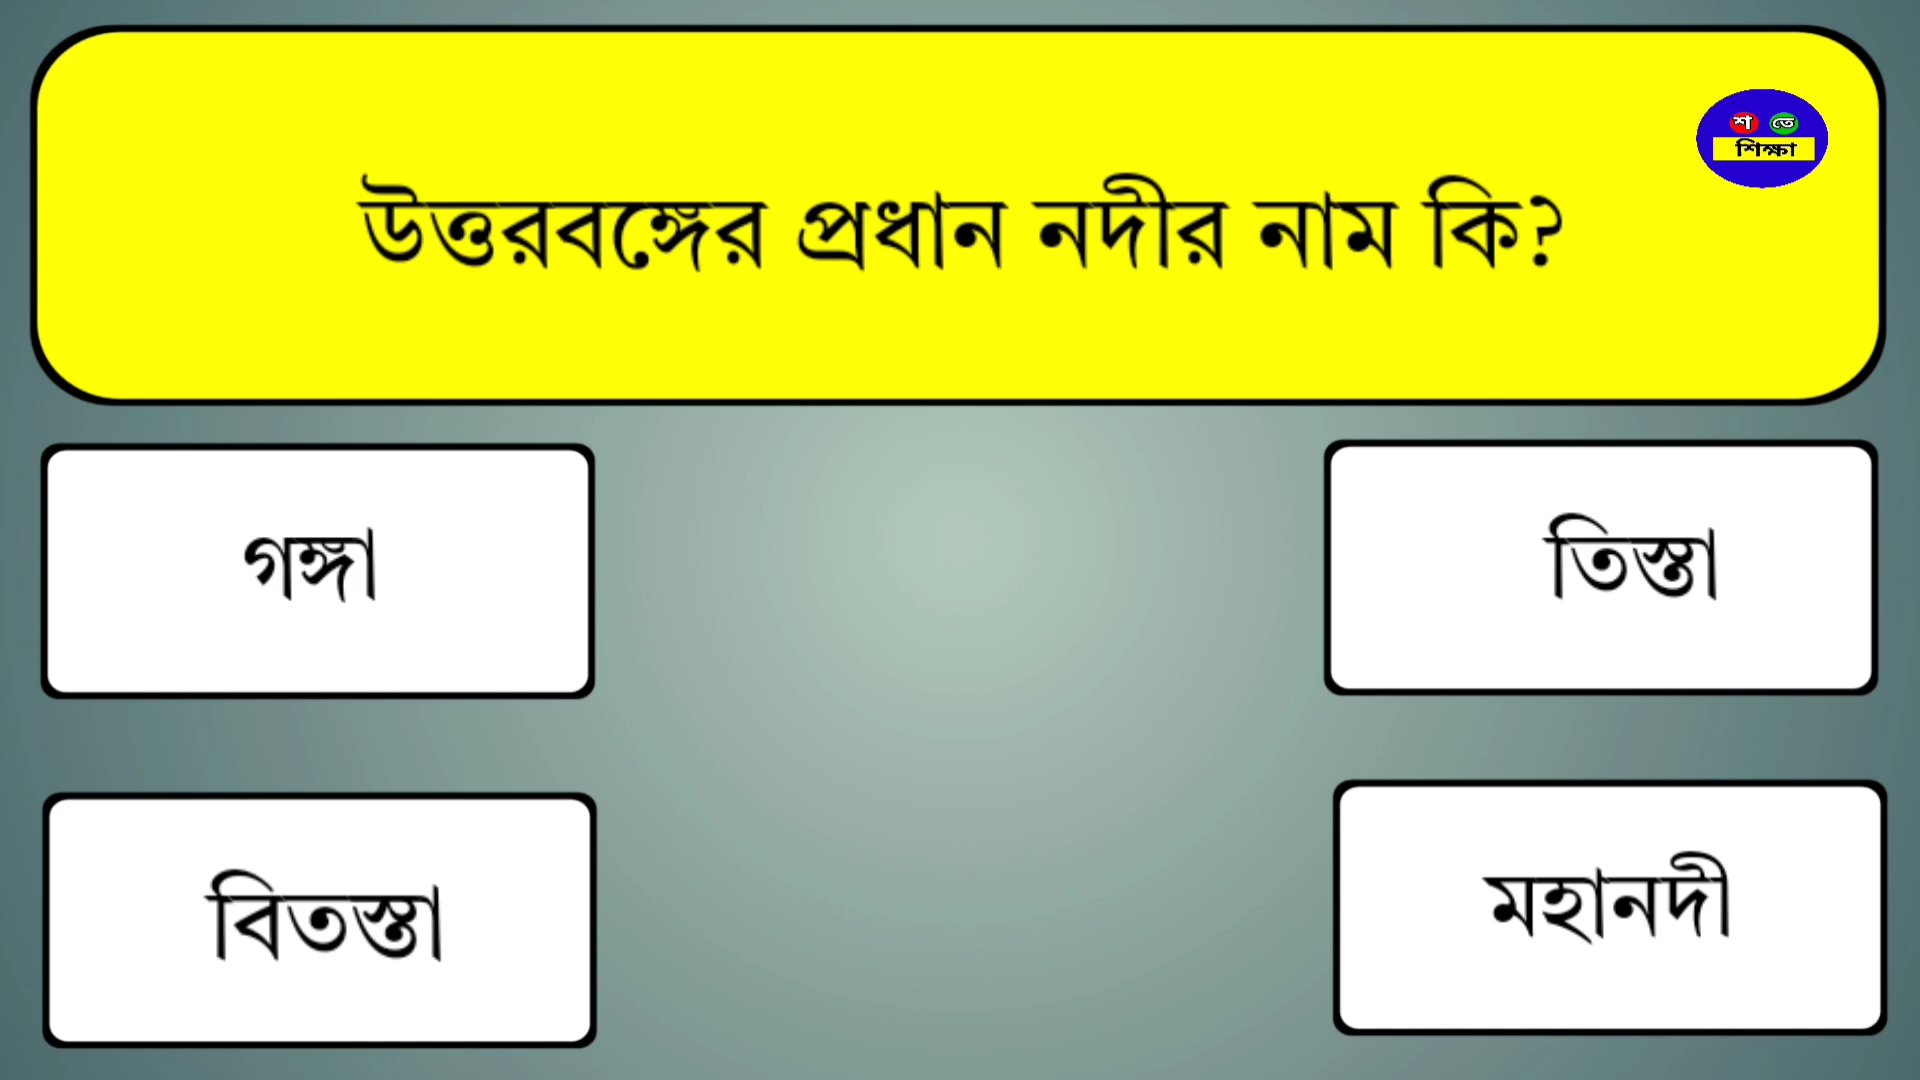 শ তে
শিক্ষা
উত্তরবঙ্গের প্রধান নদীর নাম কি?
গঙ্গা
তিস্তা
বিতস্তা
মহানদী